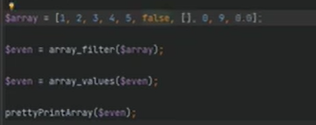 $array = [1, 2, 3, 4, 5, false, [], 0, 9, 0.0];
$even = array_filter($array);
$even = array_values($even);
prettyPrintArray($even);